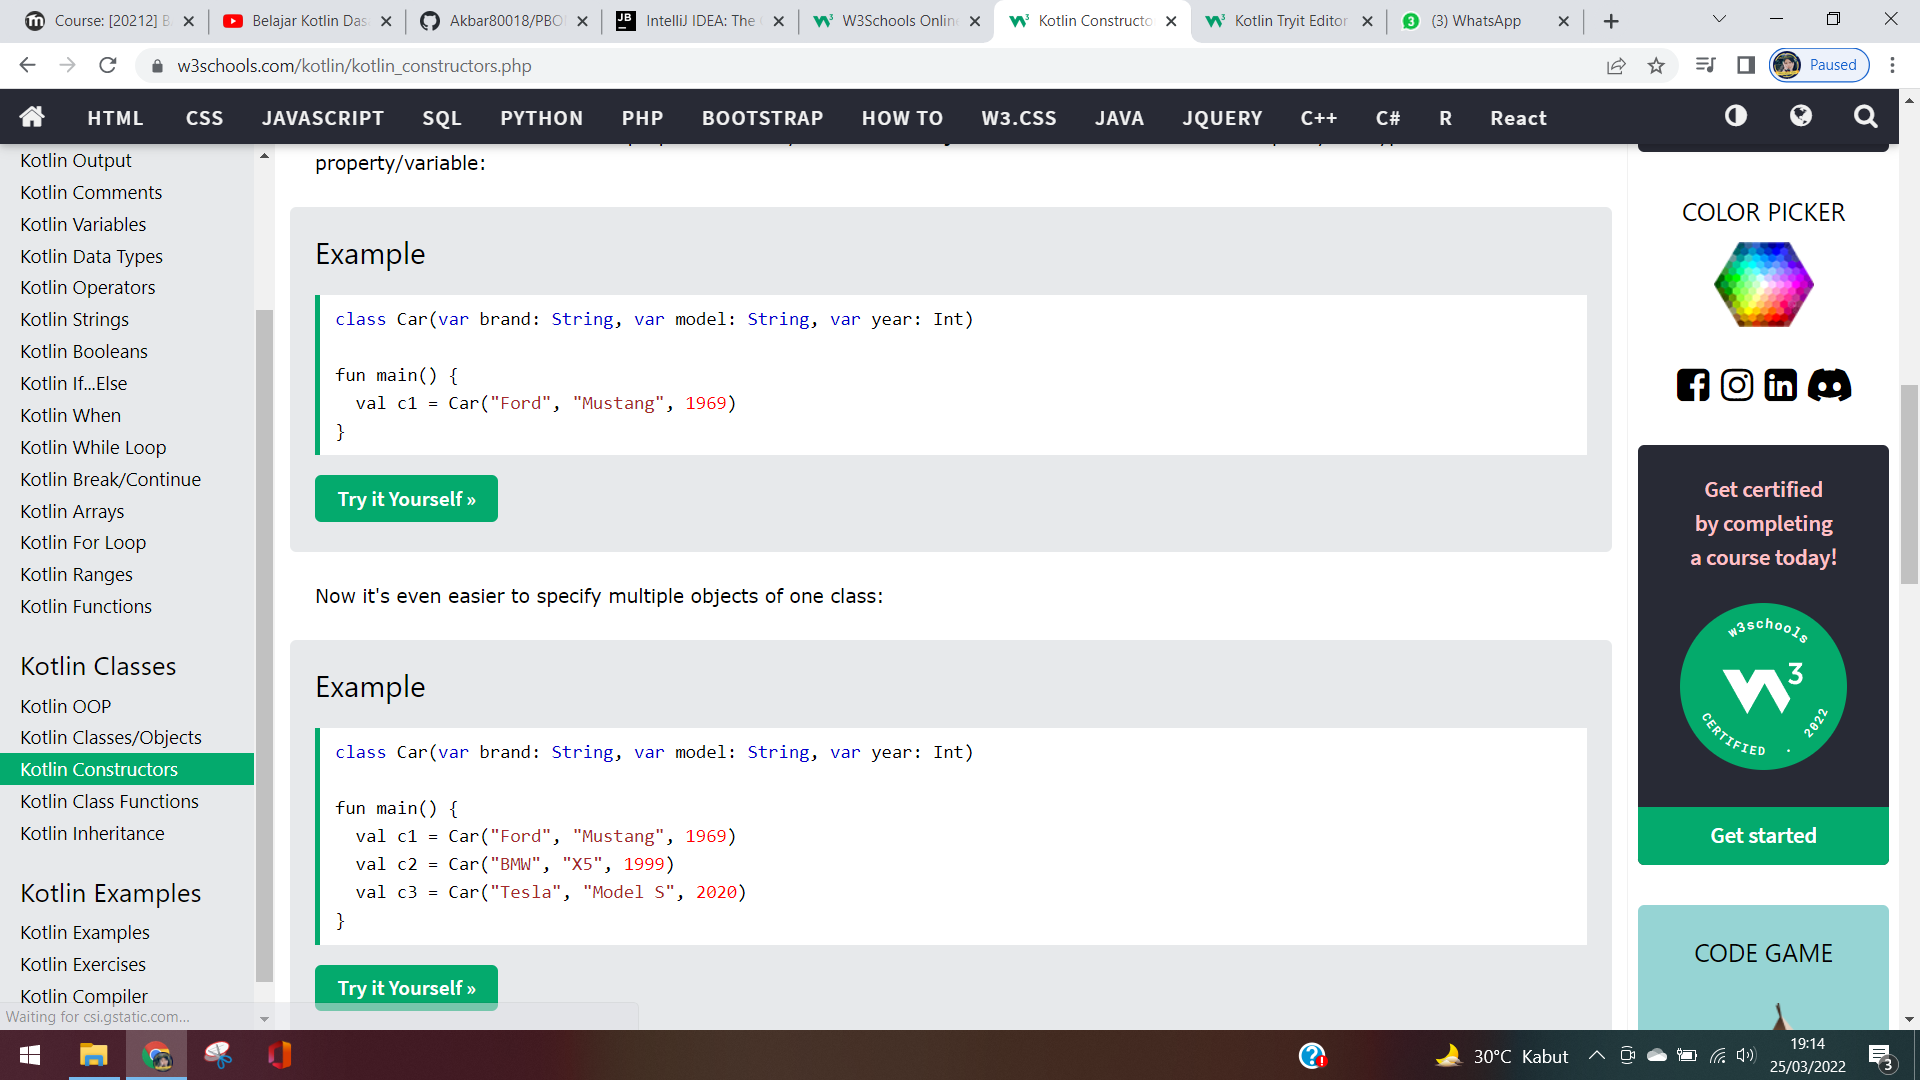 Course: [20212] B
Belajar Kotlin Das
Akbar80018/PBO
IntelliJ IDEA: The
W3Schools Onlin
Kotlin Constructo
Kotlin Tryit Editor
(3) WhatsApp
w3schools.com/kotlin/kotlin_constructors.php
Paused
HTML CSS JAVASCRIPT SQL PYTHON PHP BOOTSTRAP HOW TO W3.CSS JAVA JQUERY C++ C# R React
Kotlin Output
Kotlin Comments
Kotlin Variables
Kotlin Data Types
Kotlin Operators
Kotlin Strings
Kotlin Booleans
Kotlin If...Else
Kotlin When
Kotlin While Loop
Kotlin Break/Continue
Kotlin Arrays
Kotlin For Loop
Kotlin Ranges
Kotlin Functions
Kotlin Classes
Kotlin OOP
Kotlin Classes/Objects
Kotlin Constructors
Kotlin Class Functions
Kotlin Inheritance
Kotlin Examples
Kotlin Examples
Kotlin Exercises
Kotlin Compiler
Waiting for csi.gstatic.com...
property/variable:
Example
class Car(var brand: String, var model: String, var year: Int)
fun main() {
val c1 = Car("Ford", "Mustang", 1969)
}
Try it Yourself »
Now it's even easier to specify multiple objects of one class:
Example
class Car(var brand: String, var model: String, var year: Int)
fun main() {
val c1 = Car("Ford", "Mustang", 1969)
val c2 = Car("BMW", "X5", 1999)
val c3 = Car("Tesla", "Model S", 2020)
}
Try it Yourself »
COLOR PICKER
Get certified
by completing
a course today!
w3schools
W3
CERTIFIED . 2022
Get started
CODE GAME
30°C Kabut
19:14
25/03/2022
3